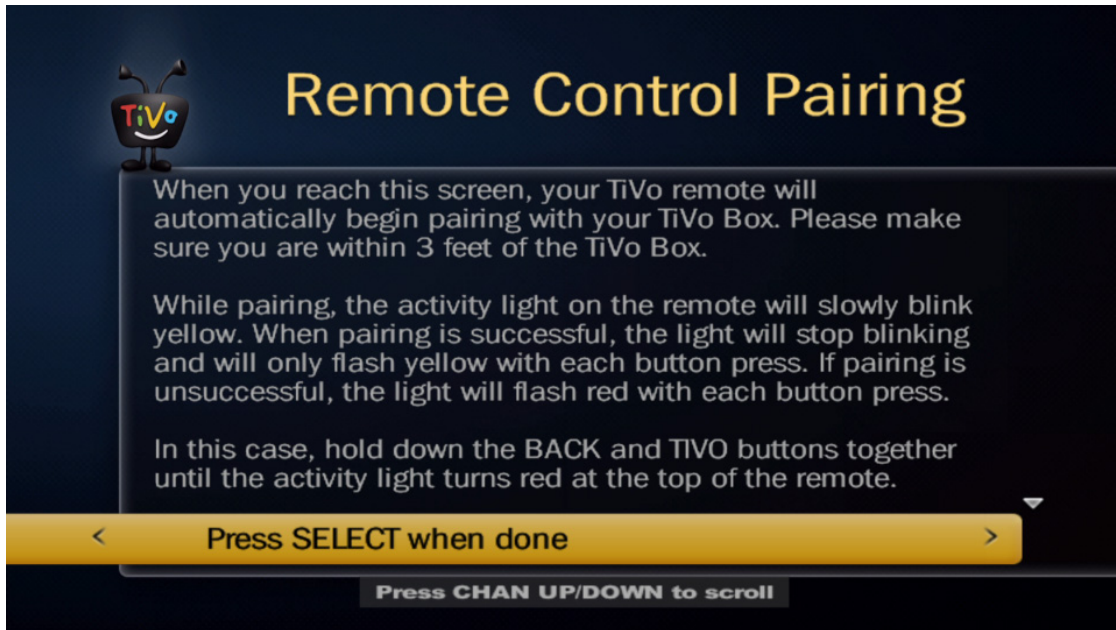 TiVo
Remote Control Pairing
When you reach this screen, your TiVo remote will
automatically begin pairing with your TiVo Box. Please make
sure you are within 3 feet of the TiVo Box.
While pairing, the activity light on the remote will slowly blink
yellow. When pairing is successful, the light will stop blinking
and will only flash yellow with each button press. If pairing is
unsuccessful, the light will flash red with each button press.
In this case, hold down the BACK and TIVO buttons together
until the activity light turns red at the top of the remote.
< Press SELECT when done >
Press CHAN UP/DOWN to scroll